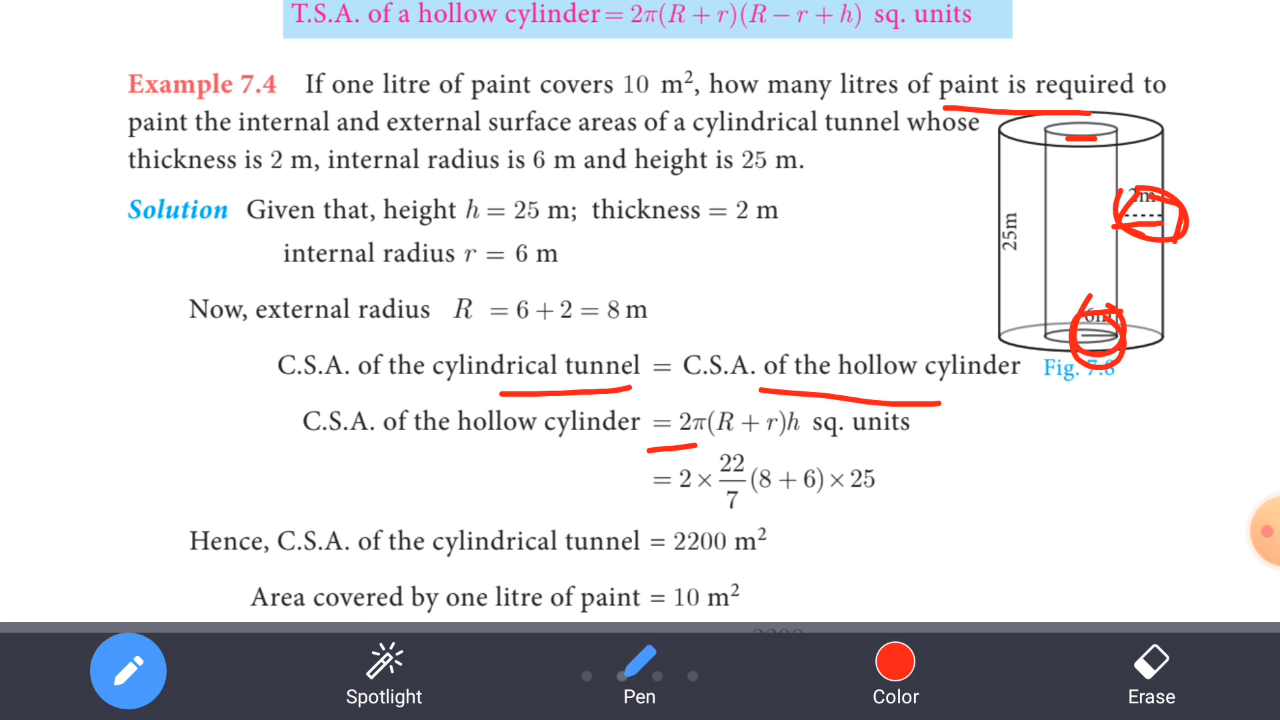 T.S.A. of a hollow cylinder = 2π(R + r)(R − r + h) sq. units
Example 7.4 If one litre of paint covers 10 m², how many litres of paint is required to
paint the internal and external surface areas of a cylindrical tunnel whose
thickness is 2 m, internal radius is 6 m and height is 25 m.
Solution Given that, height h = 25 m; thickness = 2 m
internal radius r = 6 m
Now, external radius R = 6 + 2 = 8 m
25m
2m
6m
C.S.A. of the cylindrical tunnel = C.S.A. of the hollow cylinder
Fig. 7.8
C.S.A. of the hollow cylinder = 2π(R + r)h sq. units
= 2 × 22/7 (8 + 6) × 25
Hence, C.S.A. of the cylindrical tunnel = 2200 m²
Area covered by one litre of paint = 10 m²
Spotlight
Pen
Color
Erase